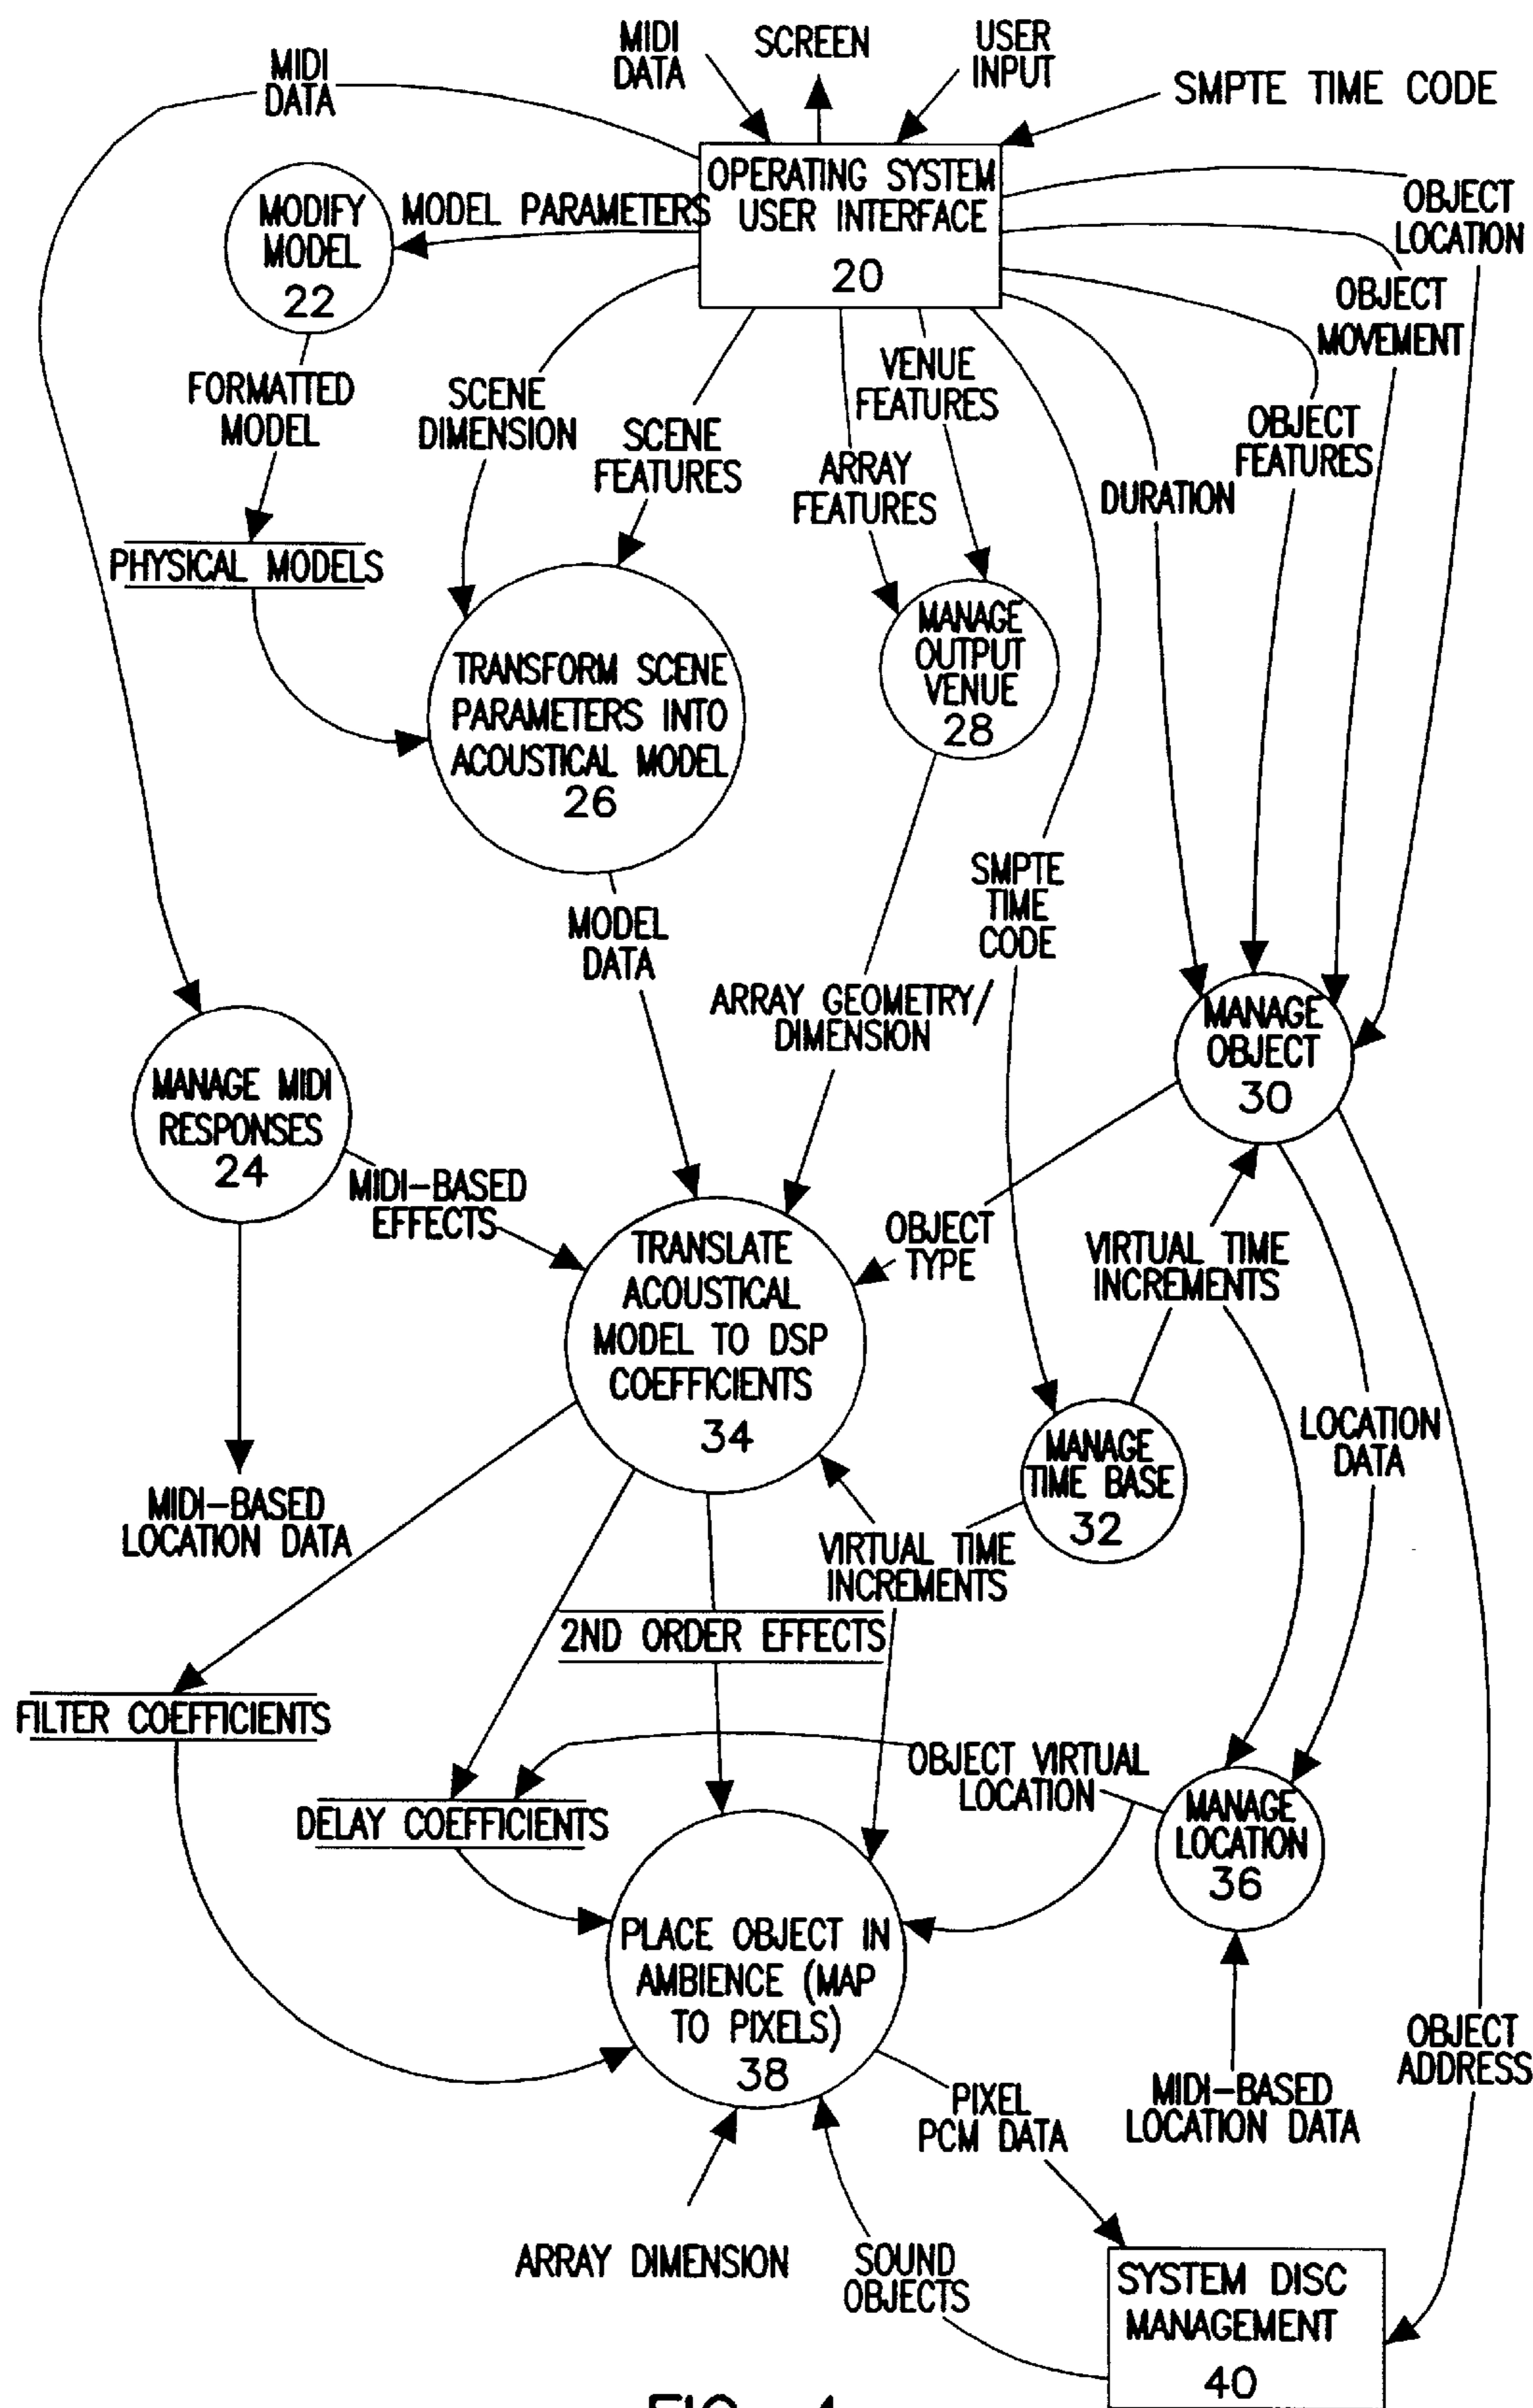 MIDI
DATA
SCREEN
USER
INPUT
MIDI
DATA
SMPTE TIME CODE
OPERATING SYSTEM
USER INTERFACE
20
MODIFY
MODEL
22
MODEL PARAMETERS
OBJECT
LOCATION
OBJECT
MOVEMENT
FORMATTED
MODEL
SCENE
DIMENSION
SCENE
FEATURES
VENUE
FEATURES
ARRAY
FEATURES
DURATION
OBJECT
FEATURES
PHYSICAL MODELS
TRANSFORM SCENE
PARAMETERS INTO
ACOUSTICAL MODEL
26
MANAGE
OUTPUT
VENUE
28
MODEL
DATA
SMPTE
TIME
CODE
ARRAY GEOMETRY/
DIMENSION
MANAGE
OBJECT
30
MANAGE MIDI
RESPONSES
24
MIDI-BASED
EFFECTS
OBJECT
TYPE
VIRTUAL TIME
INCREMENTS
TRANSLATE
ACOUSTICAL
MODEL TO DSP
COEFFICIENTS
34
MANAGE
TIME BASE
32
LOCATION
DATA
MIDI-BASED
LOCATION DATA
VIRTUAL TIME
INCREMENTS
2ND ORDER EFFECTS
FILTER COEFFICIENTS
OBJECT VIRTUAL
LOCATION
DELAY COEFFICIENTS
MANAGE
LOCATION
36
PLACE OBJECT IN
AMBIENCE (MAP
TO PIXELS)
38
OBJECT
ADDRESS
PIXEL
PCM DATA
MIDI-BASED
LOCATION DATA
ARRAY DIMENSION
SOUND
OBJECTS
SYSTEM DISC
MANAGEMENT
40